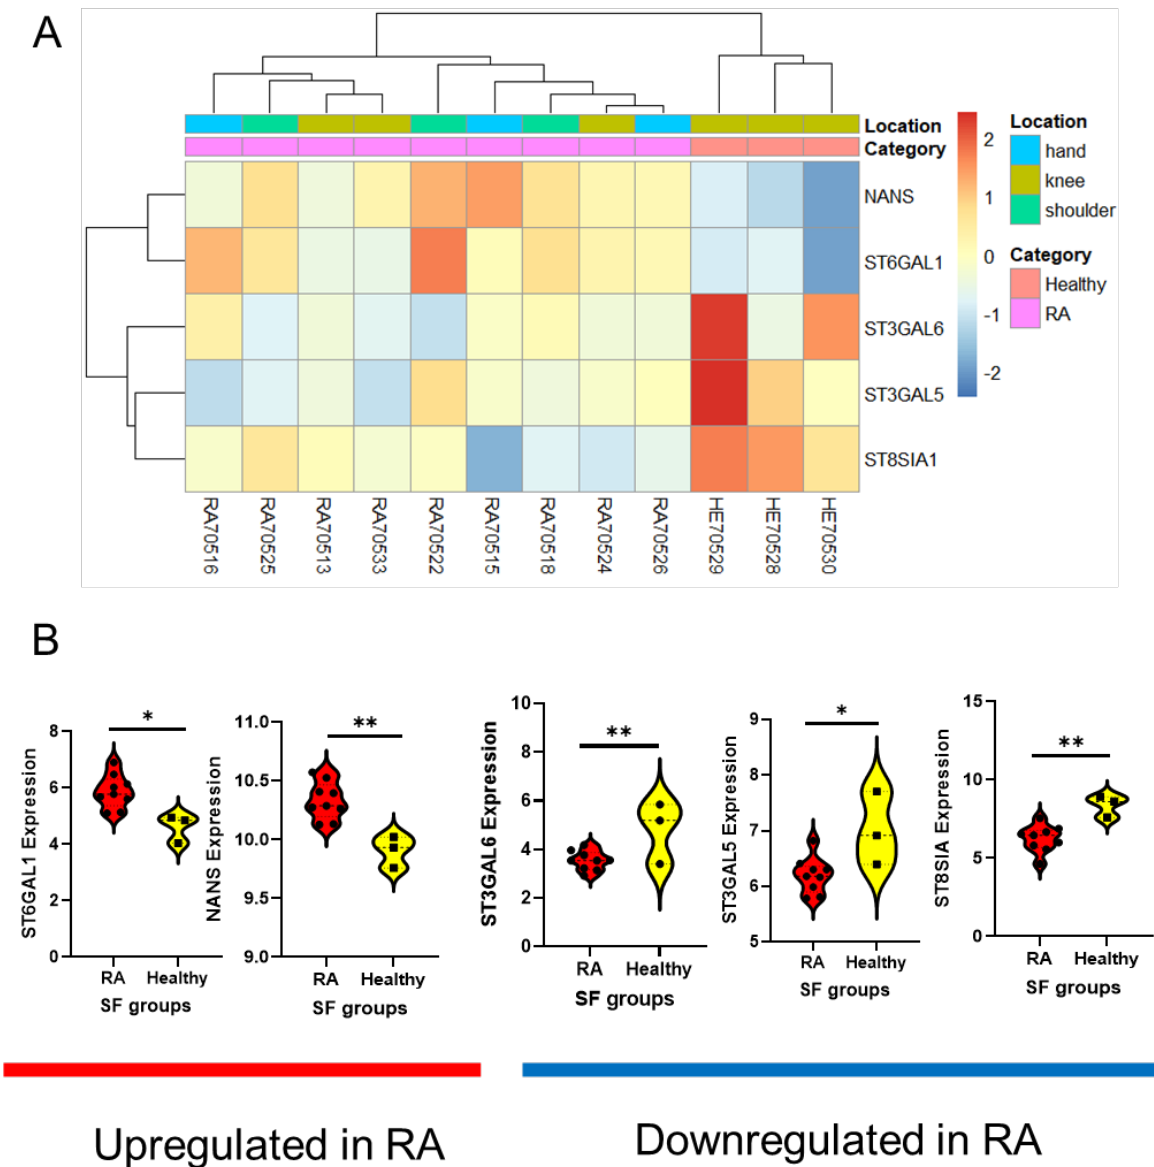 A
Location
Category
NANS
ST6GAL1
ST3GAL6
ST3GAL5
ST8SIA1
RA70516
RA70525
RA70513
RA70533
RA70522
RA70515
RA70518
RA70524
RA70526
HE70529
HE70528
HE70530
2
1
0
-1
-2
Location
hand
knee
shoulder
Category
Healthy
RA
B
ST6GAL1 Expression
8
6
4
2
0
*
RA Healthy
SF groups
NANS Expression
11.0
10.5
10.0
9.5
9.0
**
RA Healthy
SF groups
ST3GAL6 Expression
10
8
6
4
2
0
**
RA Healthy
SF groups
ST3GAL5 Expression
9
8
7
6
5
*
RA Healthy
SF groups
ST8SIA Expression
15
10
5
0
**
RA Healthy
SF groups
Upregulated in RA
Downregulated in RA